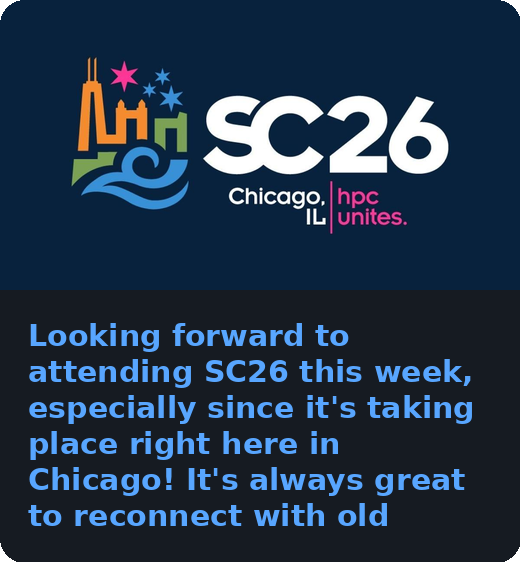 SC26
Chicago, IL
hpc unites.
Looking forward to
attending SC26 this week,
especially since it's taking
place right here in
Chicago! It's always great
to reconnect with old